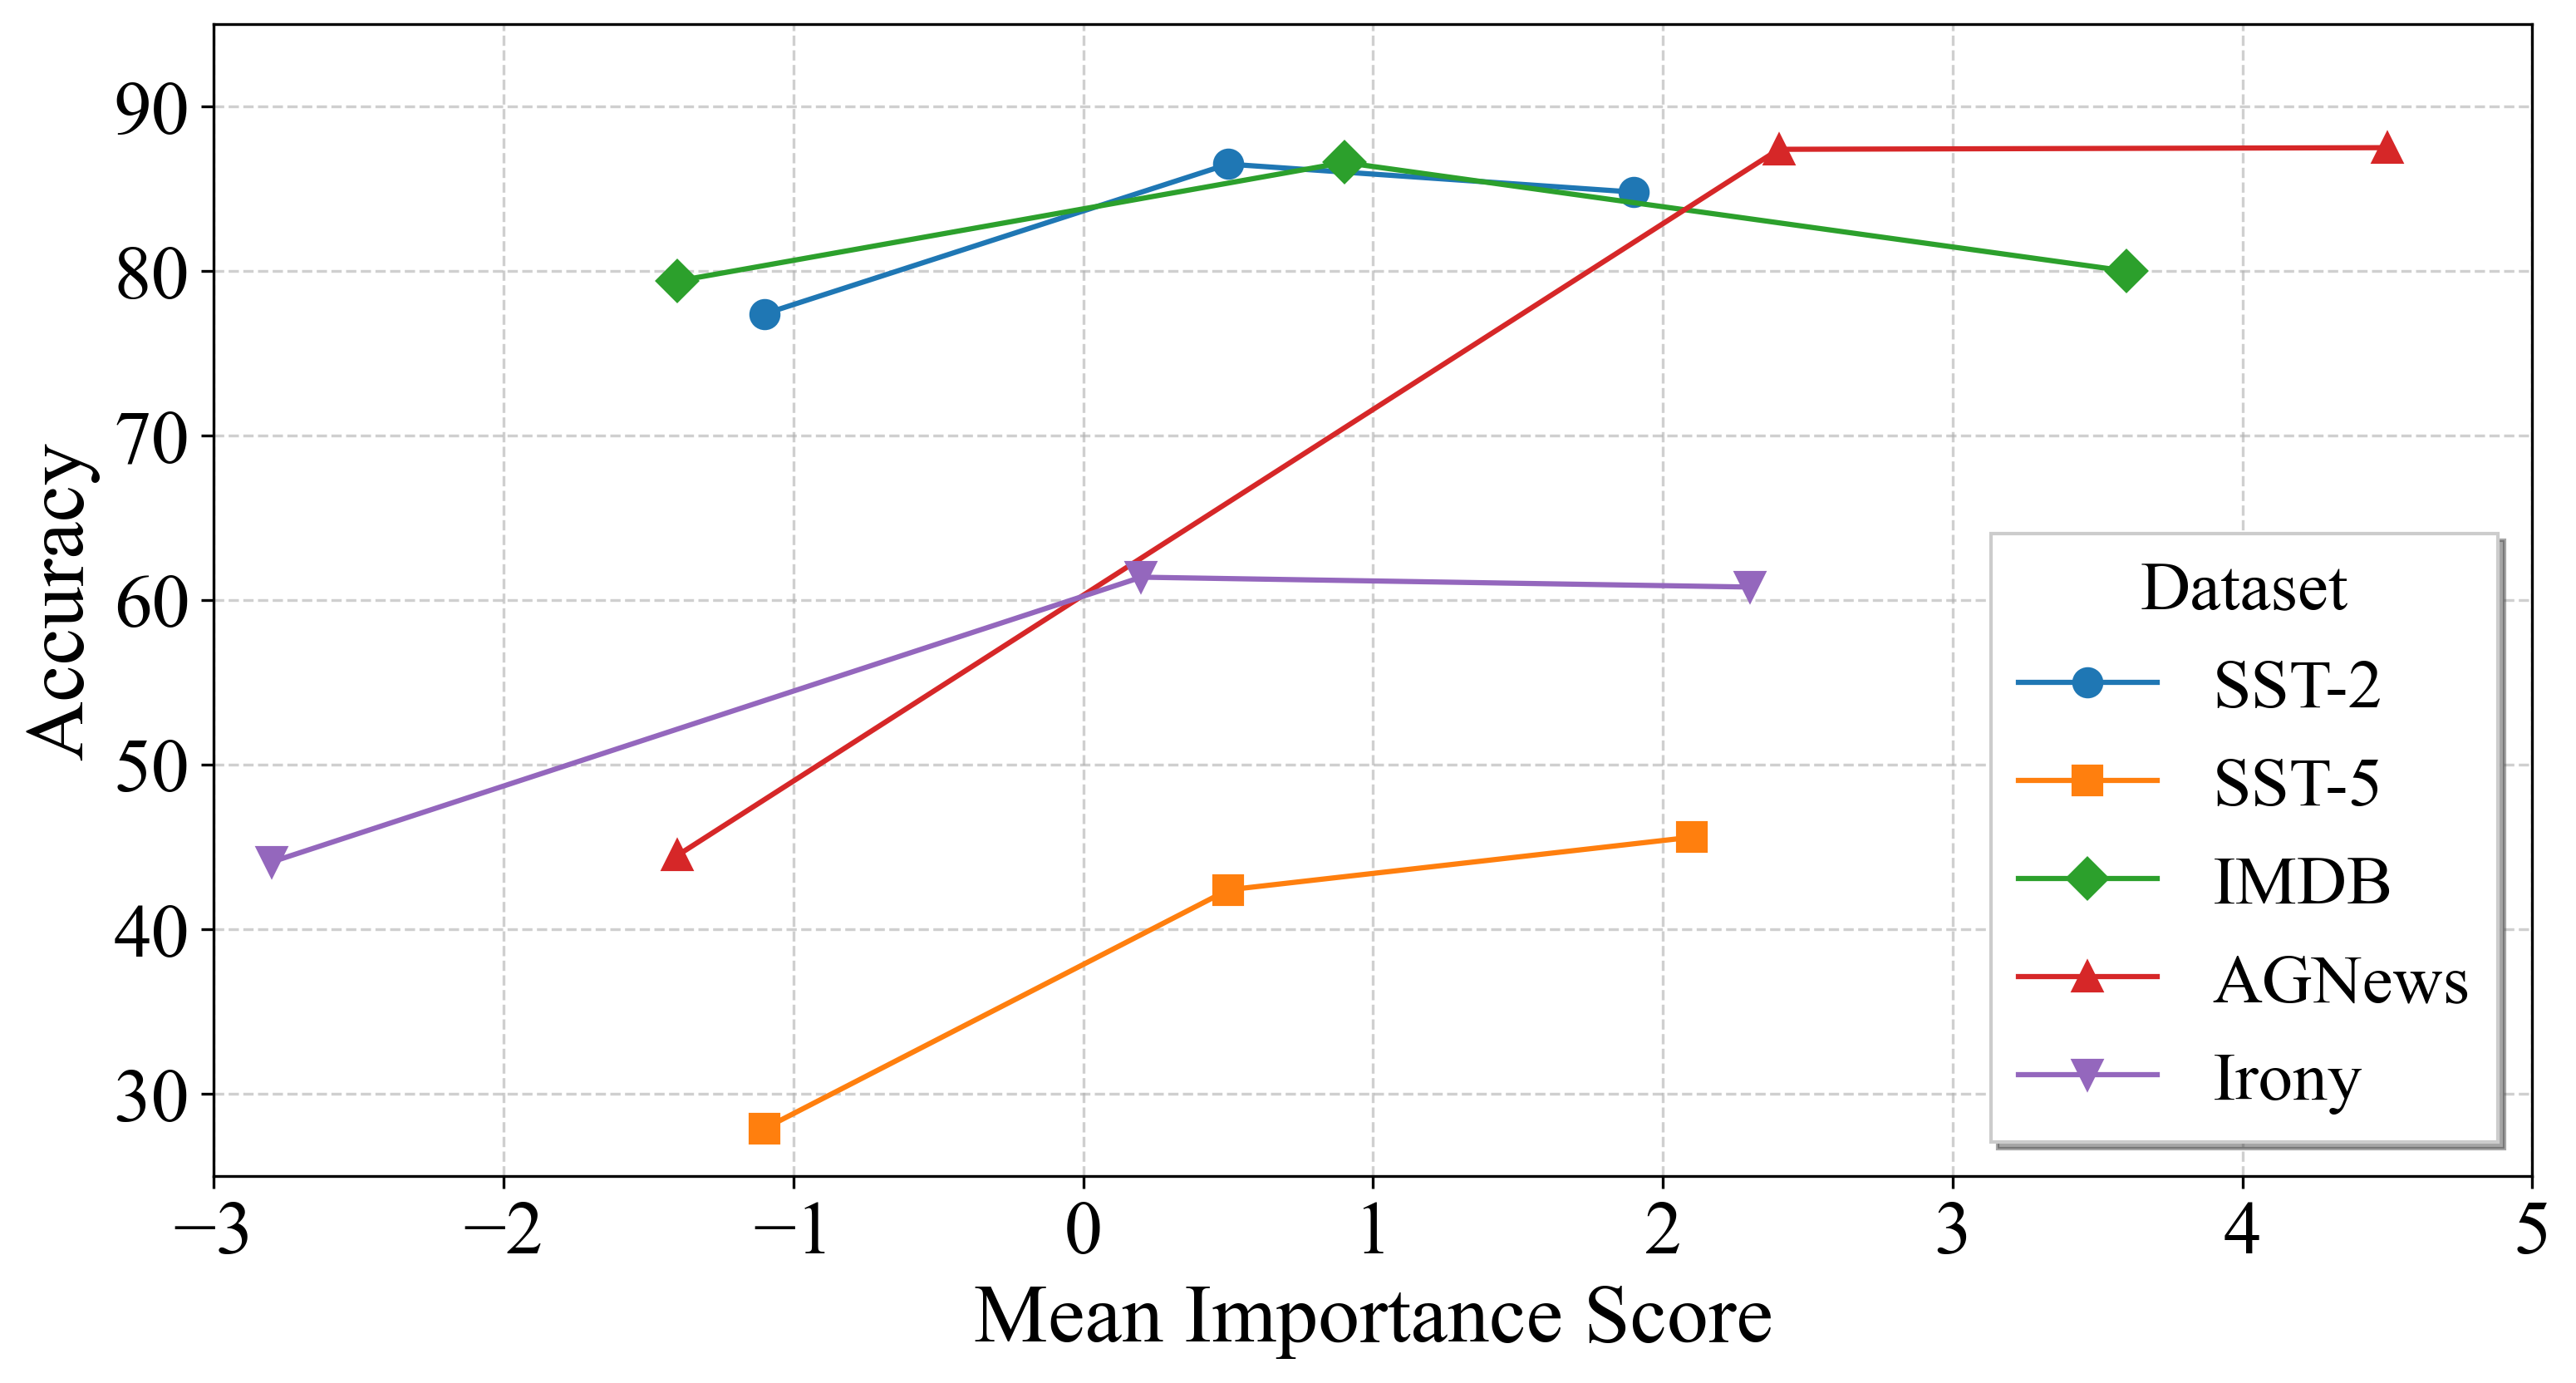 90
80
70
60
50
40
30
Accuracy
−3 −2 −1 0 1 2 3 4 5
Mean Importance Score
Dataset
SST-2
SST-5
IMDB
AGNews
Irony